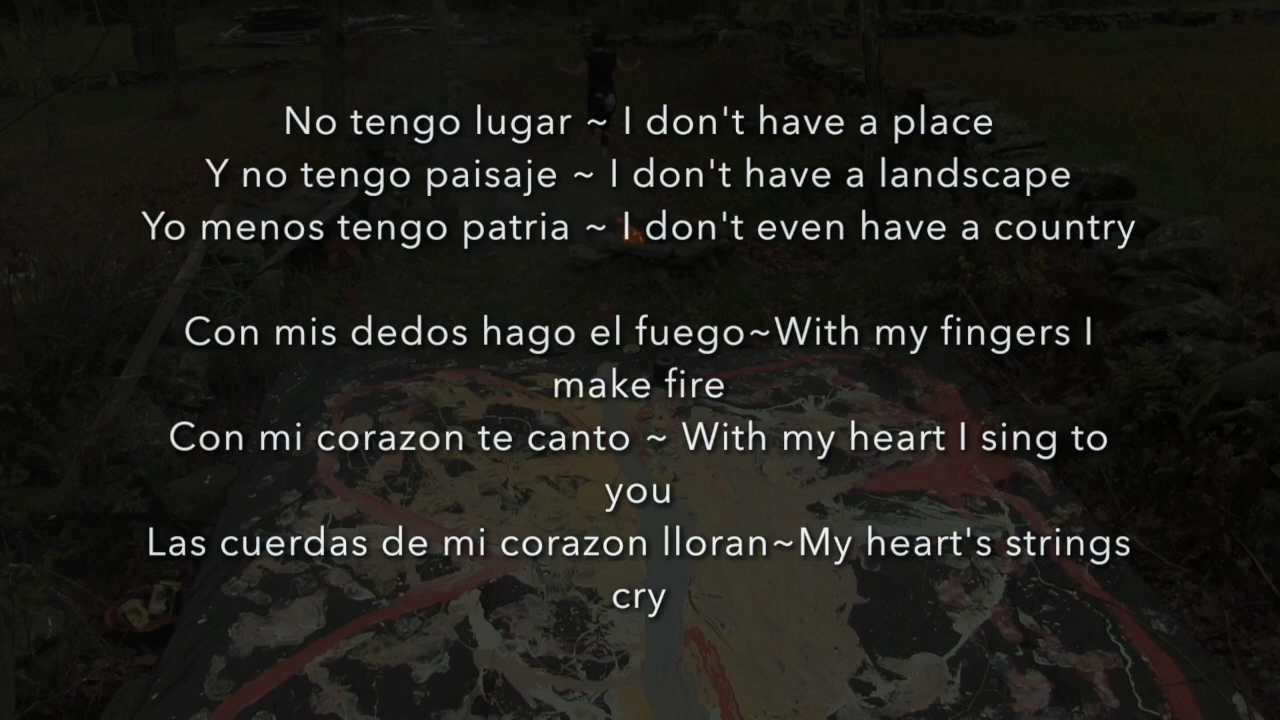 No tengo lugar ~ I don't have a place
Y no tengo paisaje ~ I don't have a landscape
Yo menos tengo patria ~ I don't even have a country
Con mis dedos hago el fuego~With my fingers I
make fire
Con mi corazon te canto ~ With my heart I sing to
you
Las cuerdas de mi corazon lloran~My heart's strings
cry